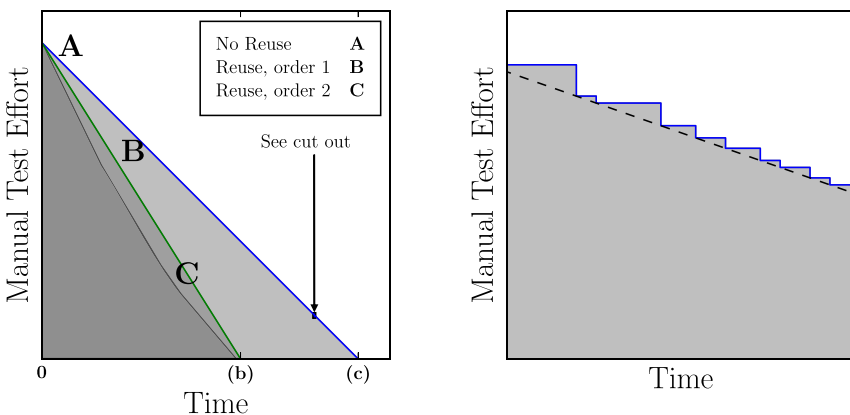 Manual Test Effort
A
No Reuse A
Reuse, order 1 B
Reuse, order 2 C
See cut out
B
C
0 (b) (c)
Time
Manual Test Effort
Time